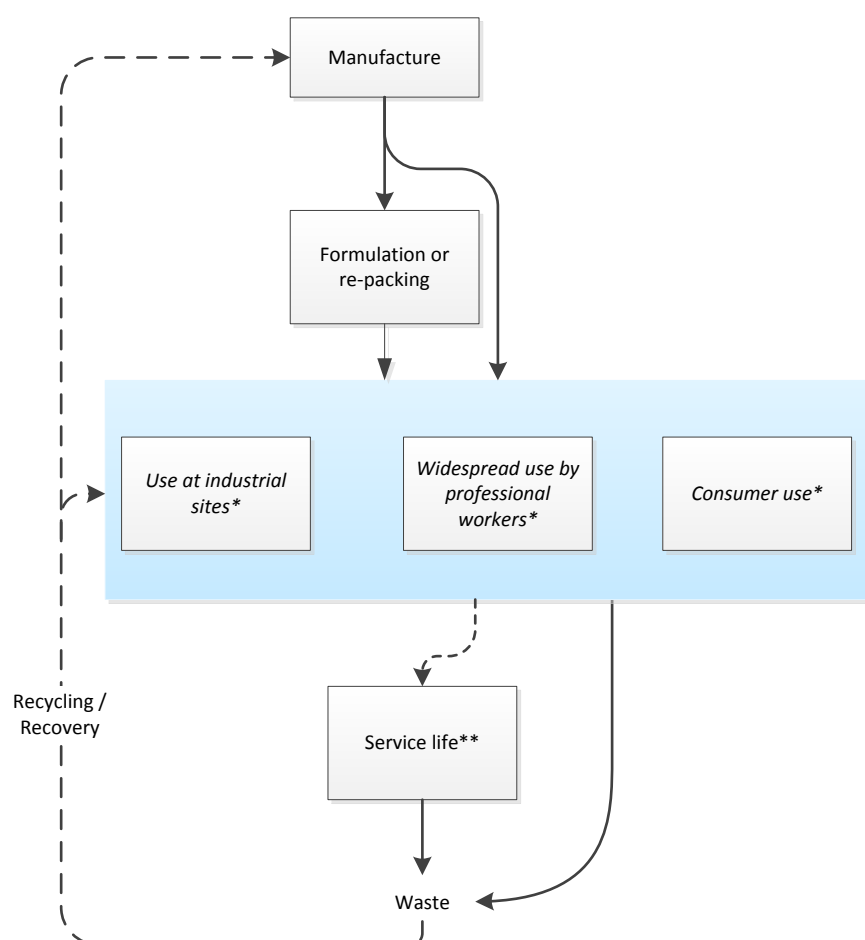 Manufacture
Formulation or
re-packing
Use at industrial
sites*
Widespread use by
professional
workers*
Consumer use*
Recycling /
Recovery
Service life**
Waste